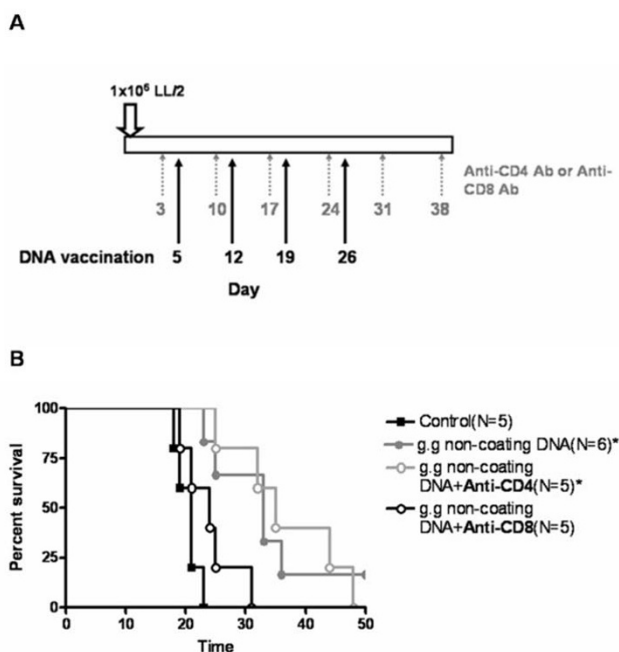 A
1x10⁶ LL/2
Anti-CD4 Ab or Anti-
CD8 Ab
3 10 17 24 31 38
DNA vaccination 5 12 19 26
Day
B
100
75
50
25
0
Percent survival
0 10 20 30 40 50
Time
Control(N=5)
g.g non-coating DNA(N=6)*
g.g non-coating
DNA+Anti-CD4(N=5)*
g.g non-coating
DNA+Anti-CD8(N=5)